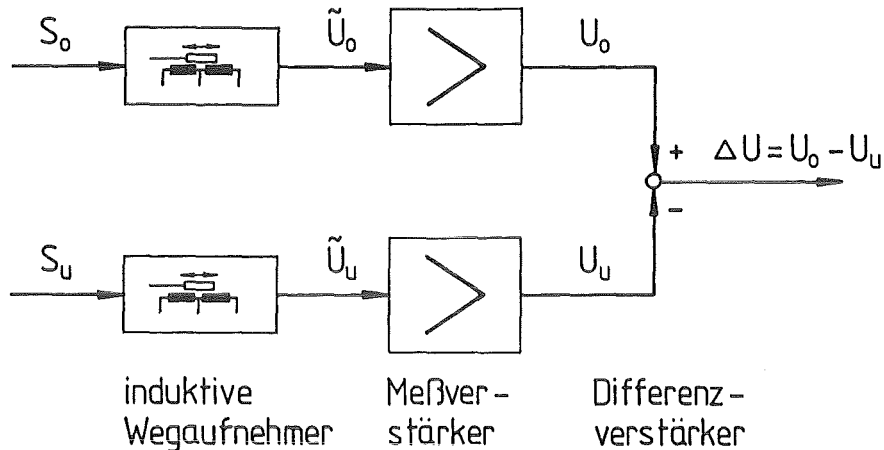 S₀ Ũ₀ U₀
+ ΔU = U₀ - Uᵤ
-
Sᵤ Ũᵤ Uᵤ
induktive Meßver- Differenz-
Wegaufnehmer stärker verstärker